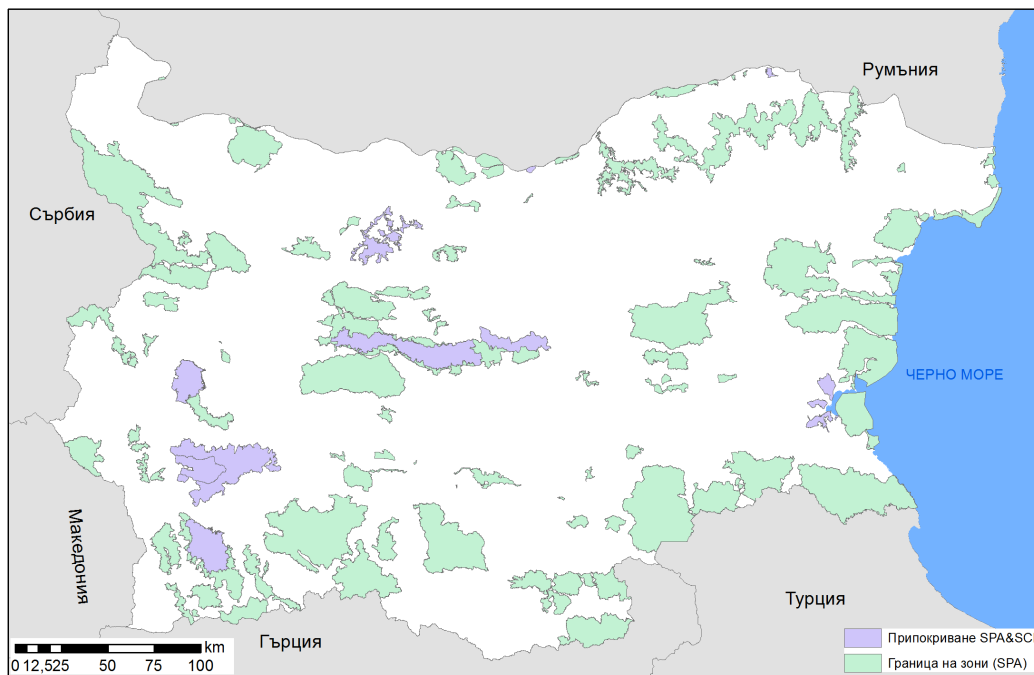 Румъния
Сърбия
ЧЕРНО МОРЕ
Македония
Турция
Гърция
km
0 12,525 50 75 100
Припокриване SPA&SC
Граница на зони (SPA)